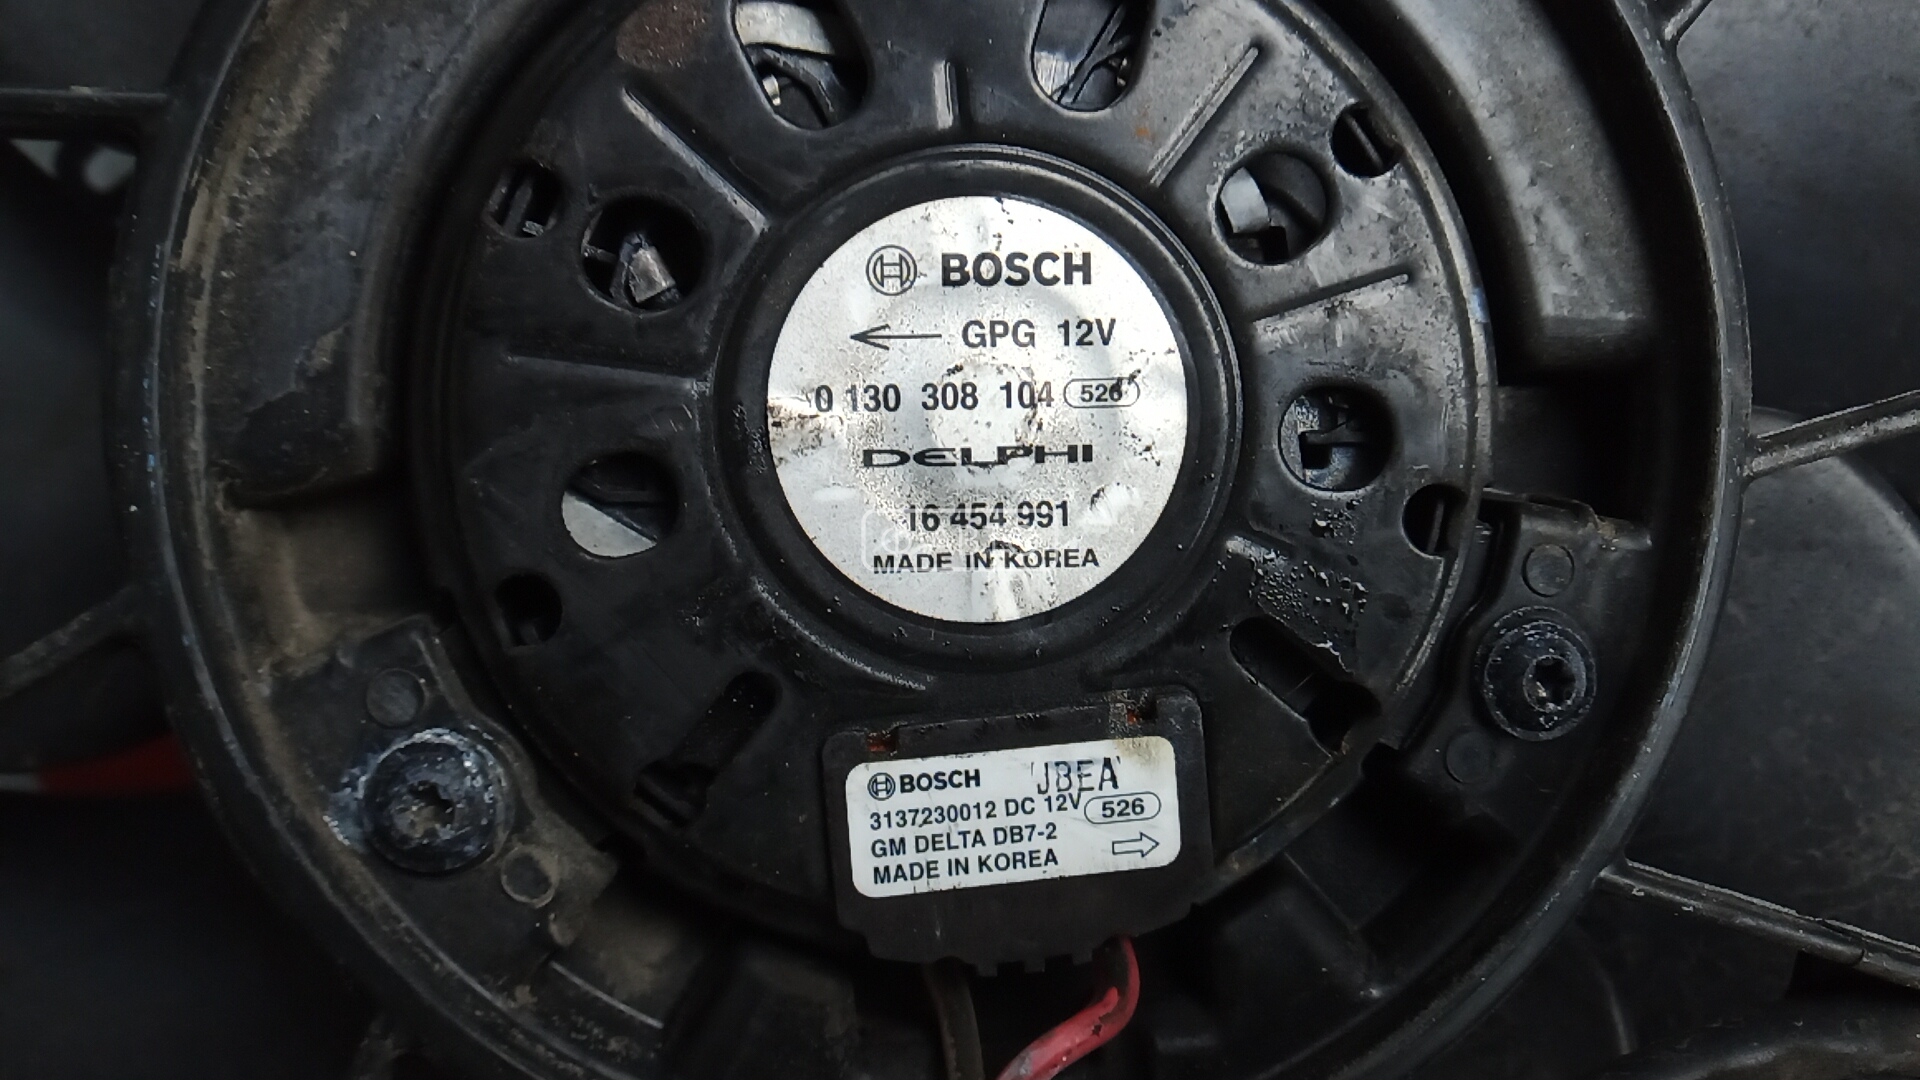 BOSCH
GPG 12V
0 130 308 104 526
DELPHI
16 454 991
MADE IN KOREA
BOSCH JBEA
3137230012 DC 12V 526
GM DELTA DB7-2
MADE IN KOREA